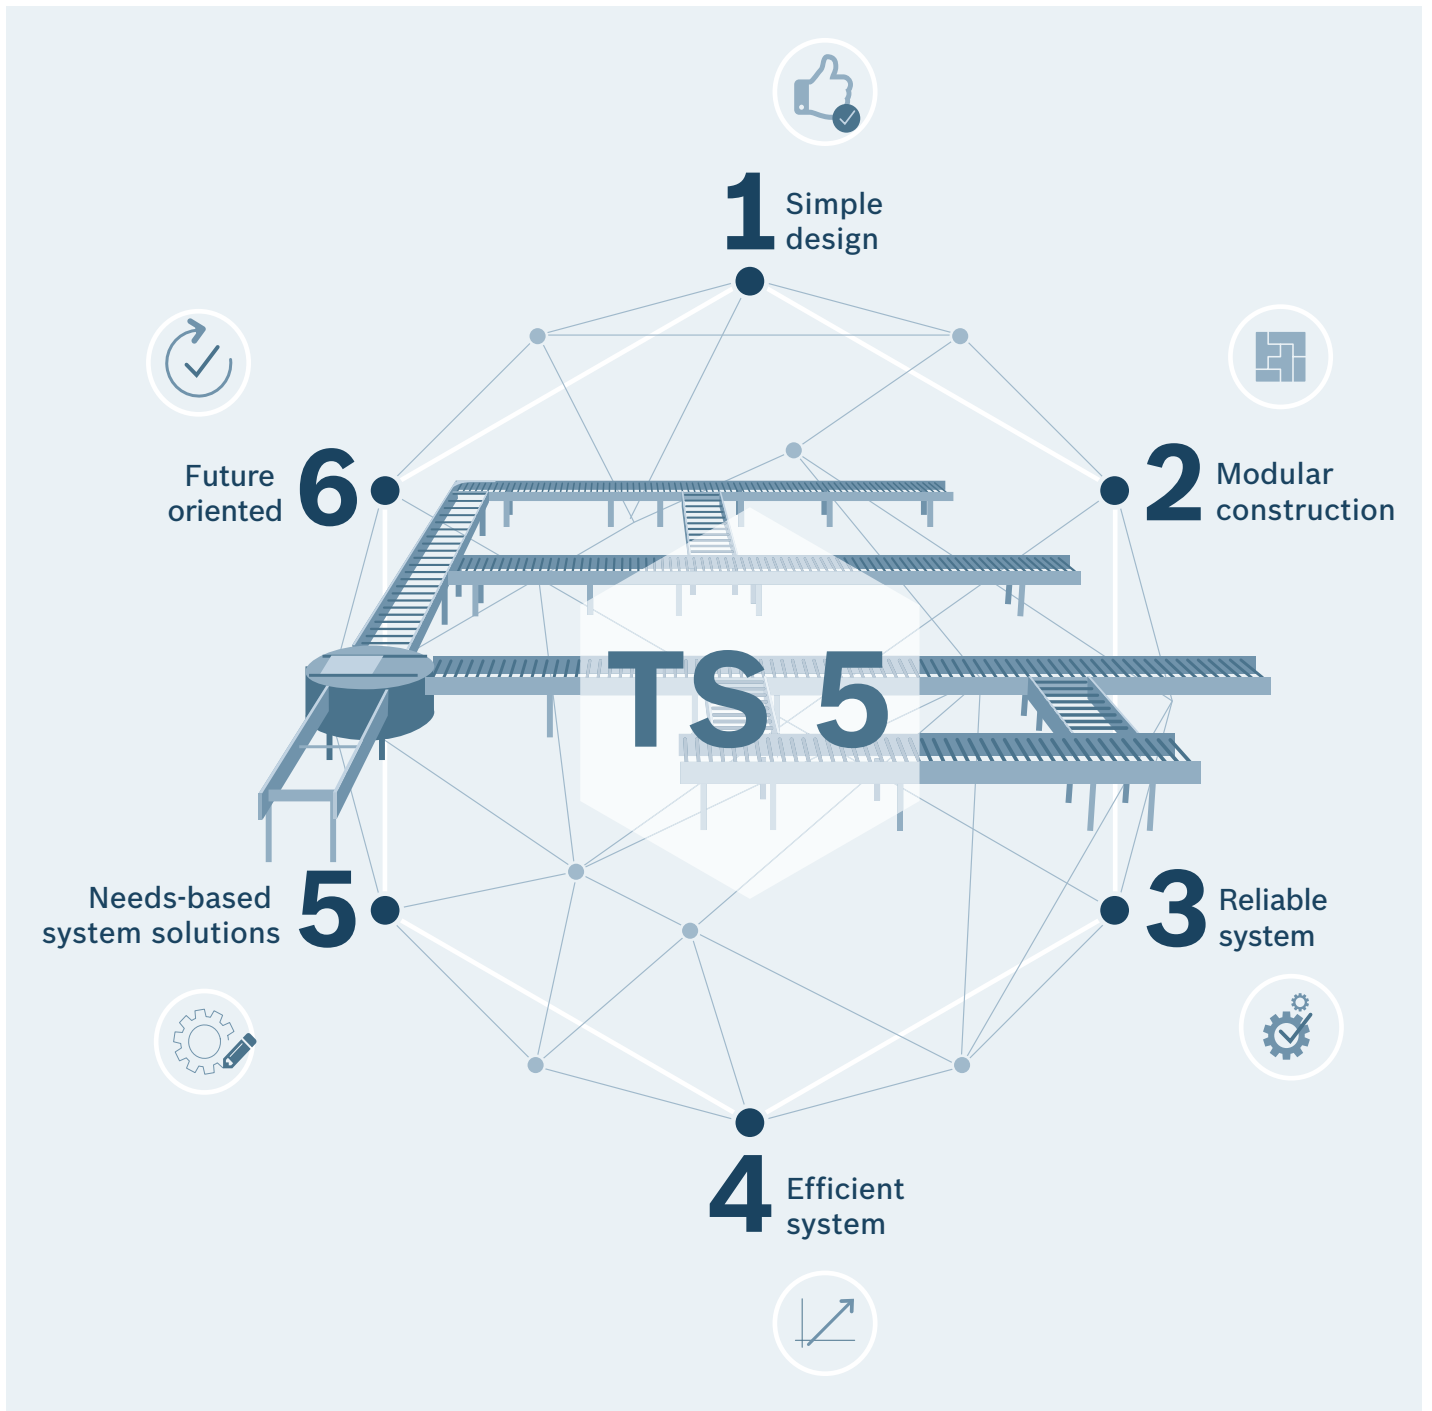 1 Simple
design
2 Modular
construction
3 Reliable
system
4 Efficient
system
5 Needs-based
system solutions
6 Future
oriented
TS 5